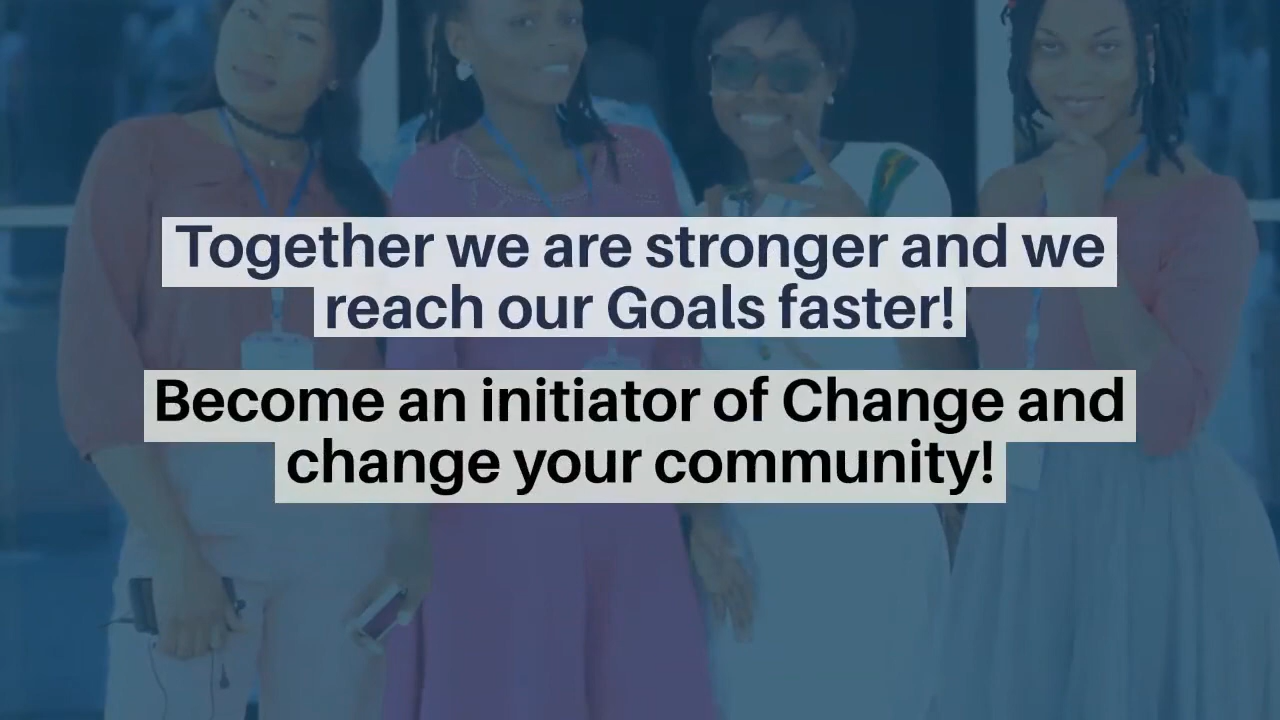 Together we are stronger and we
reach our Goals faster!
Become an initiator of Change and
change your community!